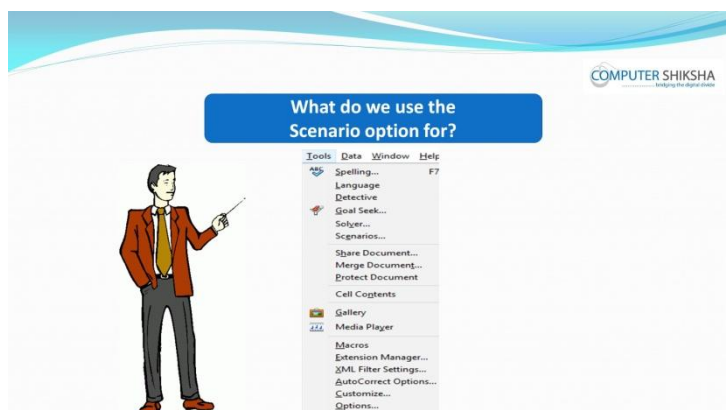 COMPUTER SHIKSHA
bridging the digital divide
What do we use the
Scenario option for?
Tools Data Window Help
Spelling... F7
Language
Detective
Goal Seek...
Solver...
Scenarios...
Share Document...
Merge Document...
Protect Document
Cell Contents
Gallery
Media Player
Macros
Extension Manager...
XML Filter Settings...
AutoCorrect Options...
Customize...
Options...